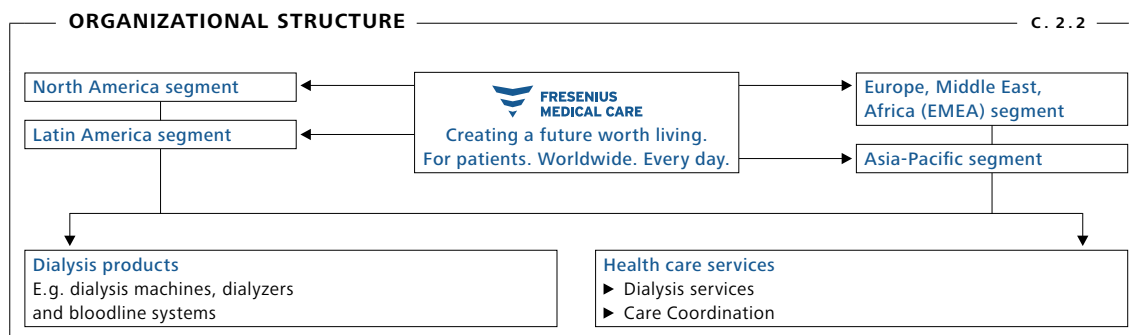 ORGANIZATIONAL STRUCTURE
C. 2.2
North America segment
Latin America segment
FRESENIUS
MEDICAL CARE
Creating a future worth living.
For patients. Worldwide. Every day.
Europe, Middle East,
Africa (EMEA) segment
Asia-Pacific segment
Dialysis products
E.g. dialysis machines, dialyzers
and bloodline systems
Health care services
▶ Dialysis services
▶ Care Coordination